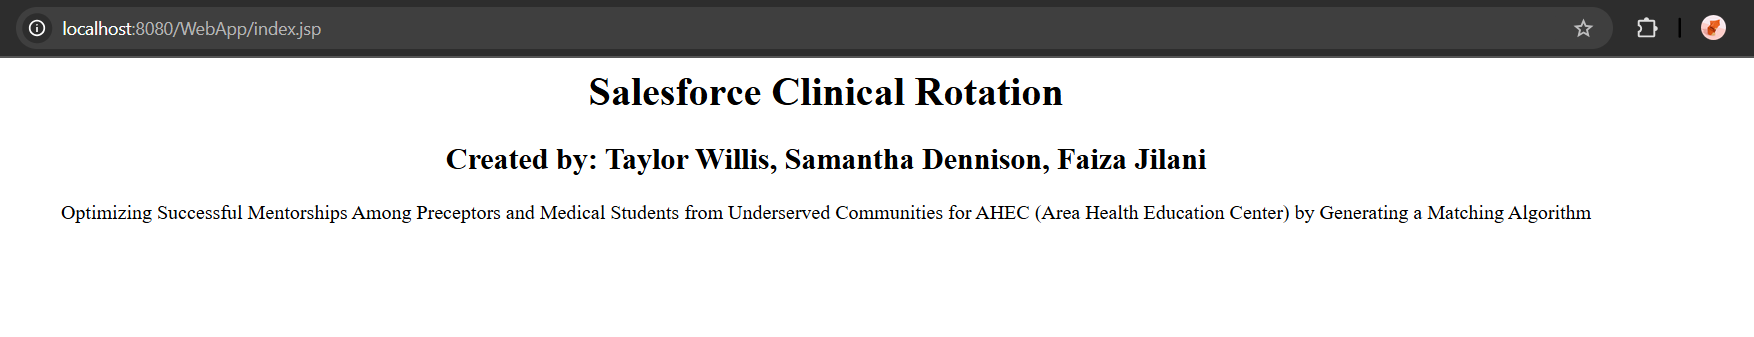 localhost:8080/WebApp/index.jsp
Salesforce Clinical Rotation
Created by: Taylor Willis, Samantha Dennison, Faiza Jilani
Optimizing Successful Mentorships Among Preceptors and Medical Students from Underserved Communities for AHEC (Area Health Education Center) by Generating a Matching Algorithm